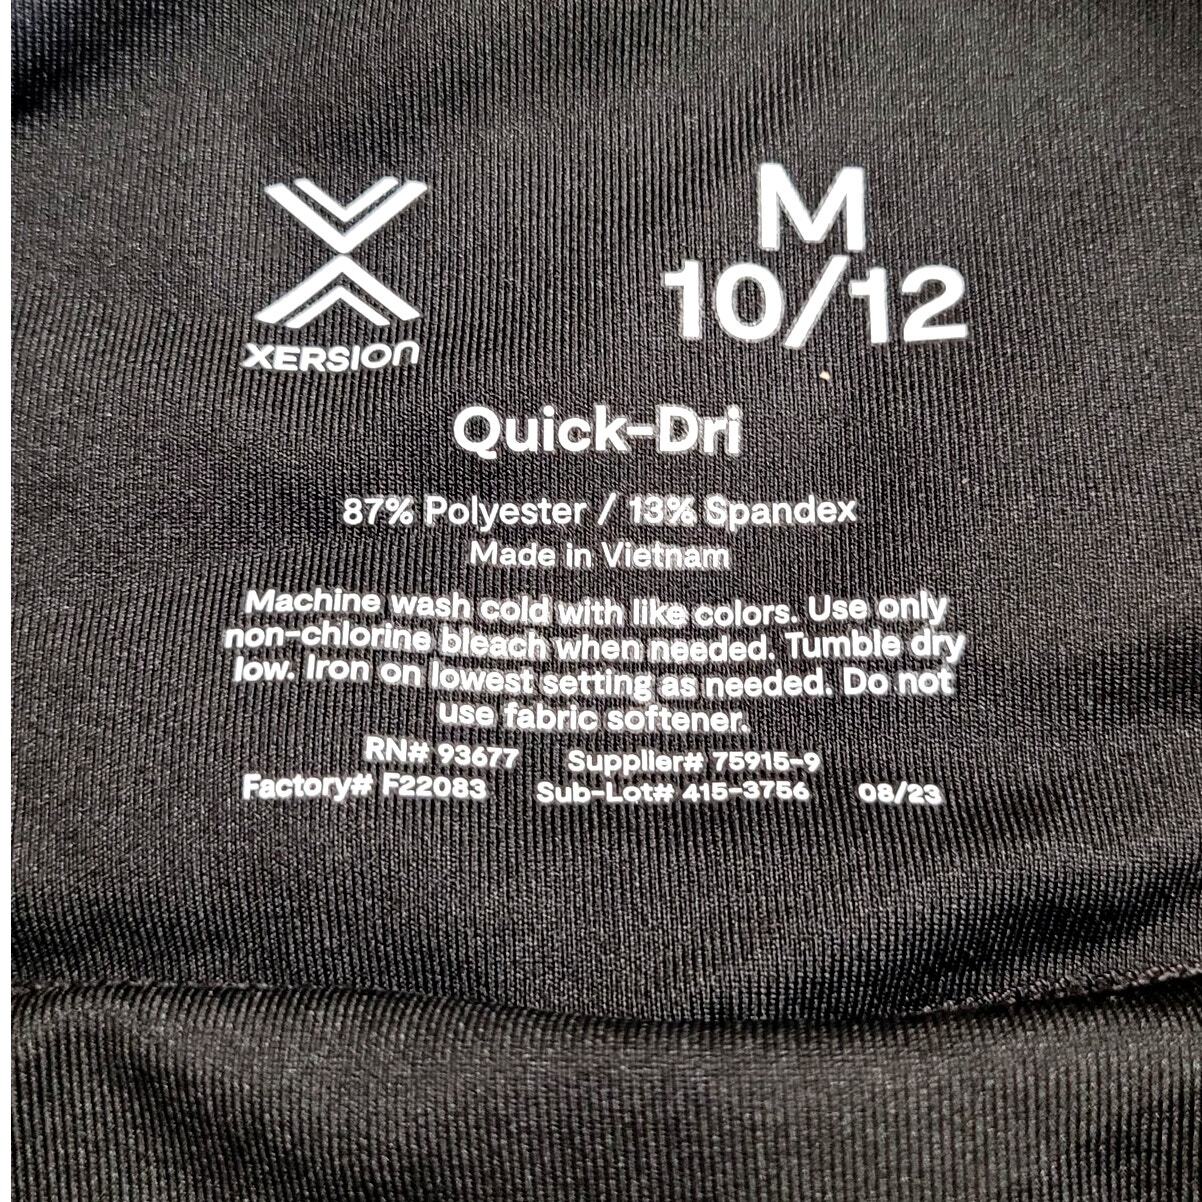 XERSION
M
10/12
Quick-Dri
87% Polyester / 13% Spandex
Made in Vietnam
Machine wash cold with like colors. Use only
non-chlorine bleach when needed. Tumble dry
low. Iron on lowest setting as needed. Do not
use fabric softener.
RN# 93677 Supplier# 75915-9
Factory# F22083 Sub-Lot# 415-3756 08/23